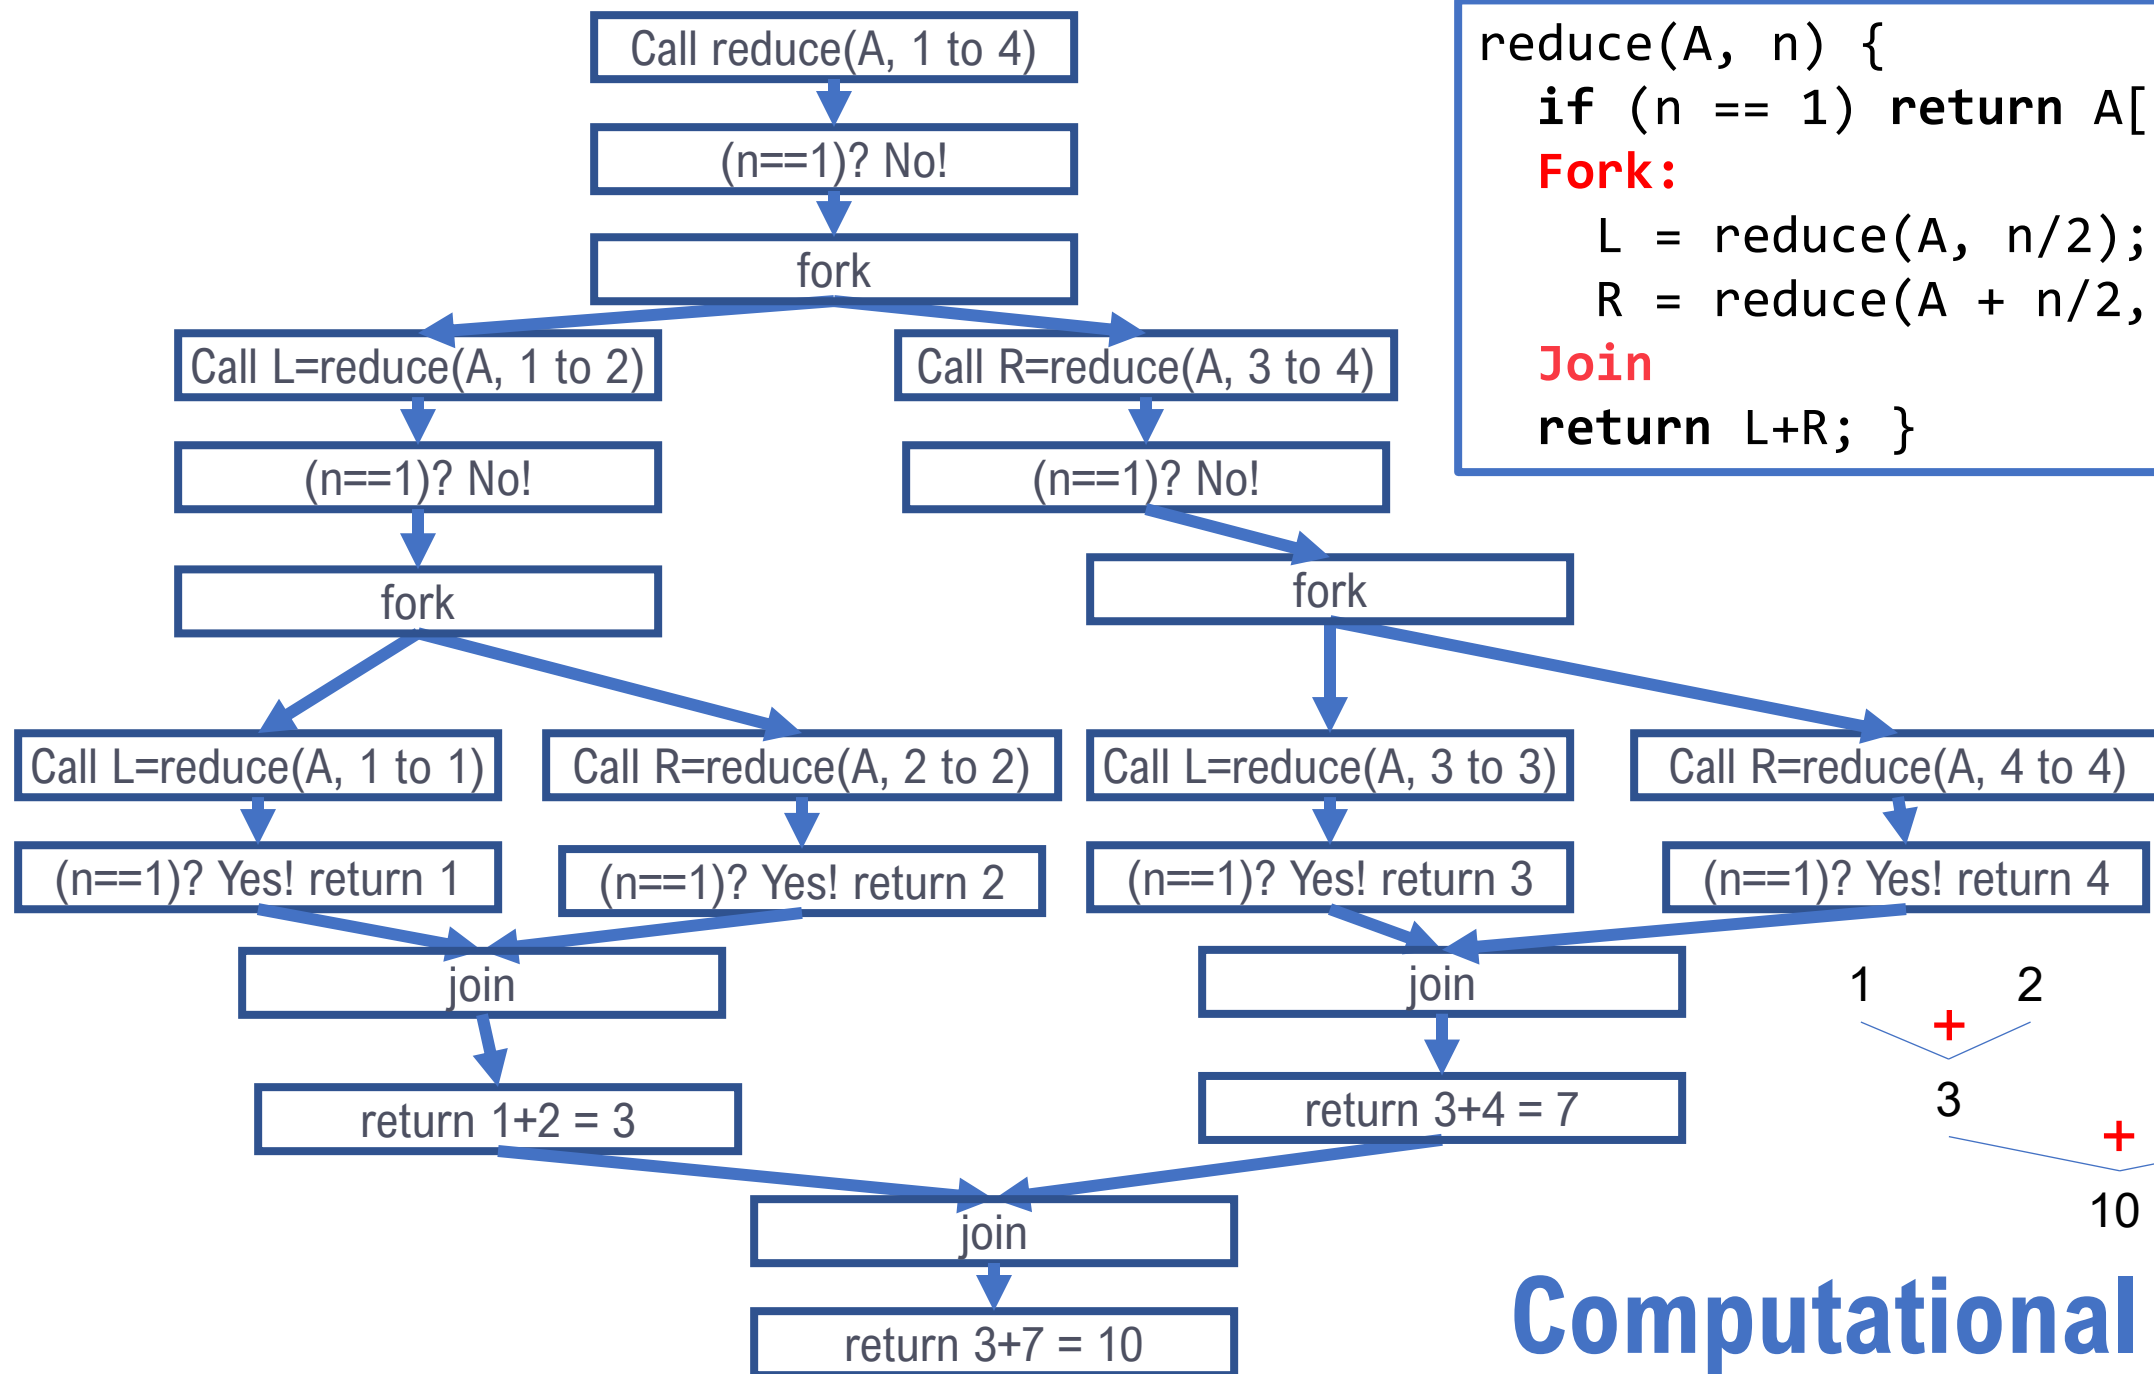 Call reduce(A, 1 to 4)
(n==1)? No!
fork
Call L=reduce(A, 1 to 2)
Call R=reduce(A, 3 to 4)
(n==1)? No!
(n==1)? No!
fork
fork
Call L=reduce(A, 1 to 1)
Call R=reduce(A, 2 to 2)
Call L=reduce(A, 3 to 3)
Call R=reduce(A, 4 to 4)
(n==1)? Yes! return 1
(n==1)? Yes! return 2
(n==1)? Yes! return 3
(n==1)? Yes! return 4
join
join
return 1+2 = 3
return 3+4 = 7
join
return 3+7 = 10
reduce(A, n) {
if (n == 1) return A[
Fork:
L = reduce(A, n/2);
R = reduce(A + n/2,
Join
return L+R; }
1 2
+
3
+
10
Computational